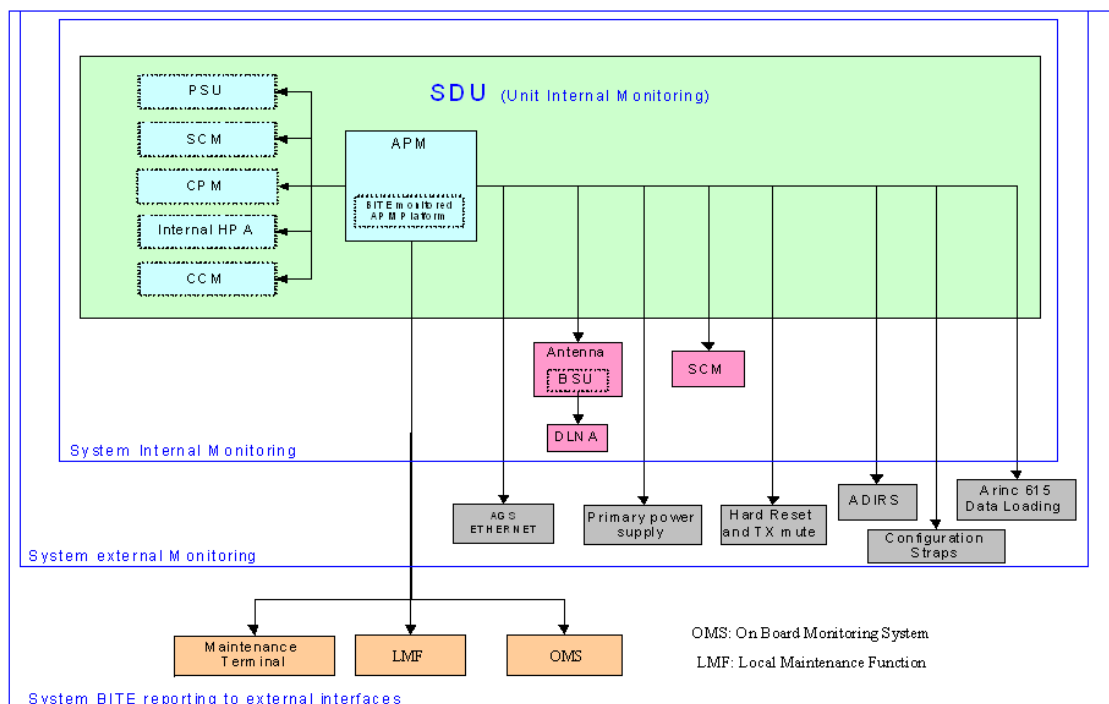 SDU (Unit Internal Monitoring)
PSU
SCM
CPM
Internal HPA
CCM
APM
BITE monitored
APM Platform
Antenna
BSU
DLNA
SCM
System Internal Monitoring
AGS
ETHERNET
Primary power
supply
Hard Reset
and TX mute
ADIRS
Configuration
Straps
Arinc 615
Data Loading
System external Monitoring
Maintenance
Terminal
LMF
OMS
OMS: On Board Monitoring System
LMF: Local Maintenance Function
System BITE reporting to external interfaces